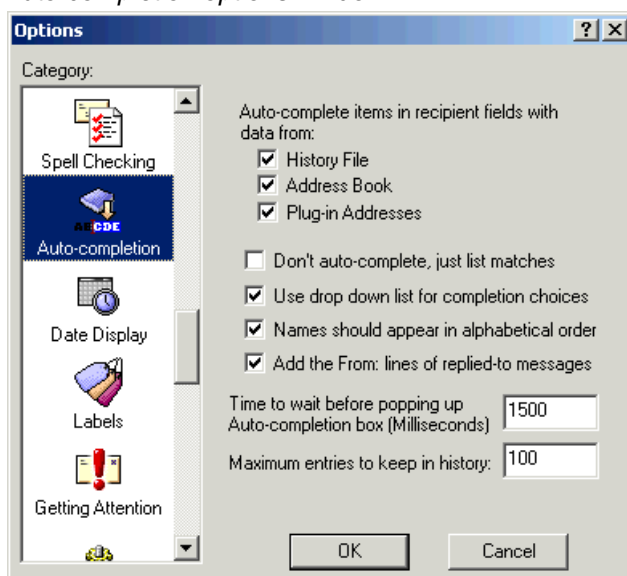 Options
Category:
Spell Checking
Auto-completion
Date Display
Labels
Getting Attention
Auto-complete items in recipient fields with
data from:
History File
Address Book
Plug-in Addresses
Don't auto-complete, just list matches
Use drop down list for completion choices
Names should appear in alphabetical order
Add the From: lines of replied-to messages
Time to wait before popping up
Auto-completion box (Milliseconds)
1500
Maximum entries to keep in history:
100
OK
Cancel